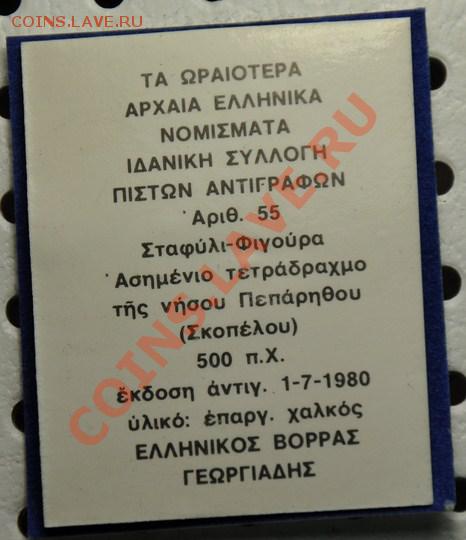 COINS.LAVE.RU
ΤΑ ΩΡΑΙΟΤΕΡΑ
ΑΡΧΑΙΑ ΕΛΛΗΝΙΚΑ
ΝΟΜΙΣΜΑΤΑ
ΙΔΑΝΙΚΗ ΣΥΛΛΟΓΗ
ΠΙΣΤΩΝ ΑΝΤΙΓΡΑΦΩΝ
Αριθ. 55
Σταφύλι-Φιγούρα
Ασημένιο τετράδραχμο
τῆς νήσου Πεπάρηθου
(Σκοπέλου)
500 π.Χ.
ἔκδοση ἀντιγ. 1-7-1980
ὑλικό: ἐπαργ. χαλκός
ΕΛΛΗΝΙΚΟΣ ΒΟΡΡΑΣ
ΓΕΩΡΓΙΑΔΗΣ
COINS.LAVE.RU